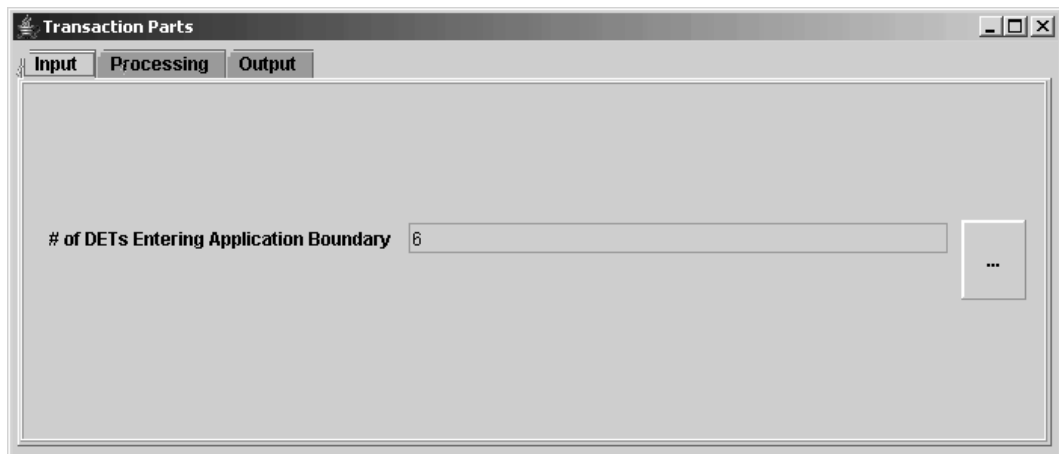 Transaction Parts
Input Processing Output
# of DETs Entering Application Boundary 6 ...